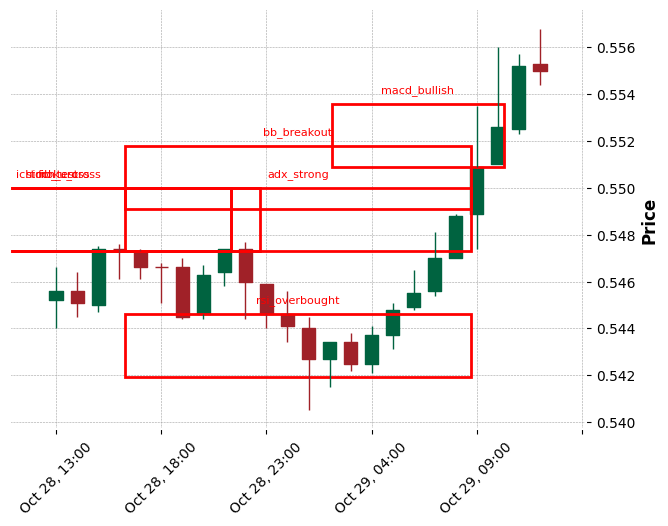 0.556
macd_bullish
0.554
bb_breakout
0.552
adx_strong
0.550
0.548
Price
0.546
0.544
0.542
0.540
Oct 28, 13:00
Oct 28, 18:00
Oct 28, 23:00
Oct 29, 04:00
Oct 29, 09:00